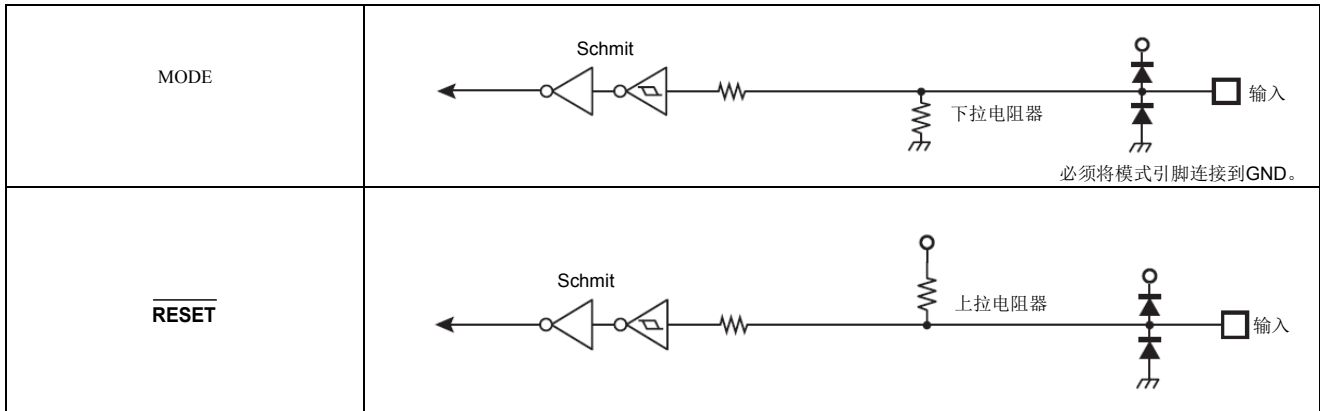 MODE
Schmit
输入
下拉电阻器
必须将模式引脚连接到GND。
RESET
Schmit
上拉电阻器
输入